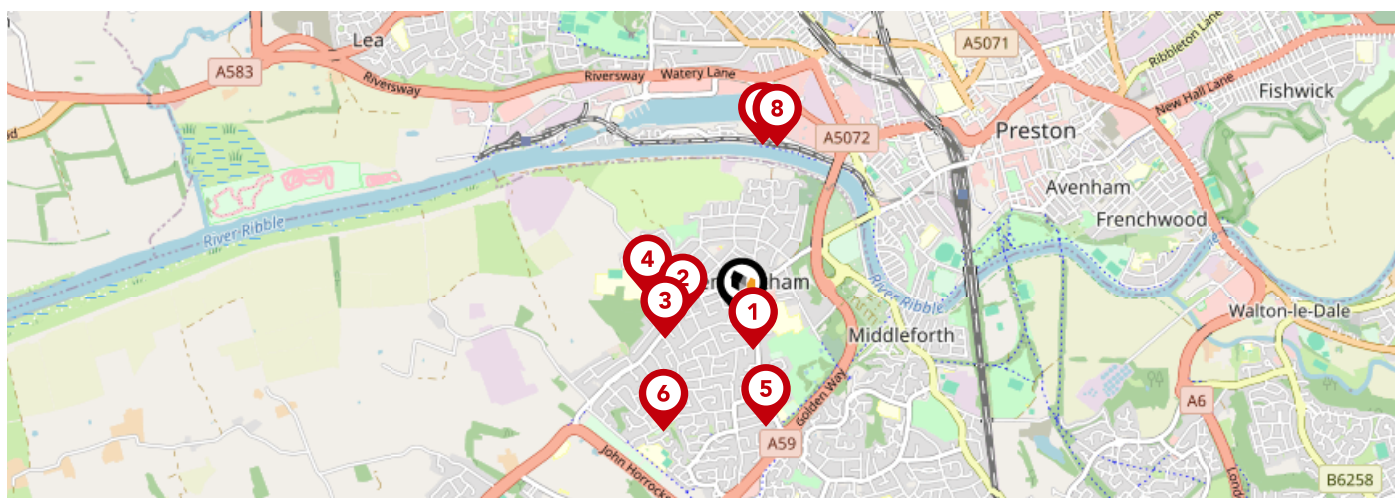 Lea
A5071
Ribbleton Lane
A583
Riversway
Riversway
Watery Lane
New Hall Lane
Fishwick
8
A5072
Preston
Avenham
Frenchwood
River Ribble
4
2
3
ham
1
River Ribble
Middleforth
Walton-le-Dale
6
5
Golden Way
A6
A59
John Horrocks
B6258